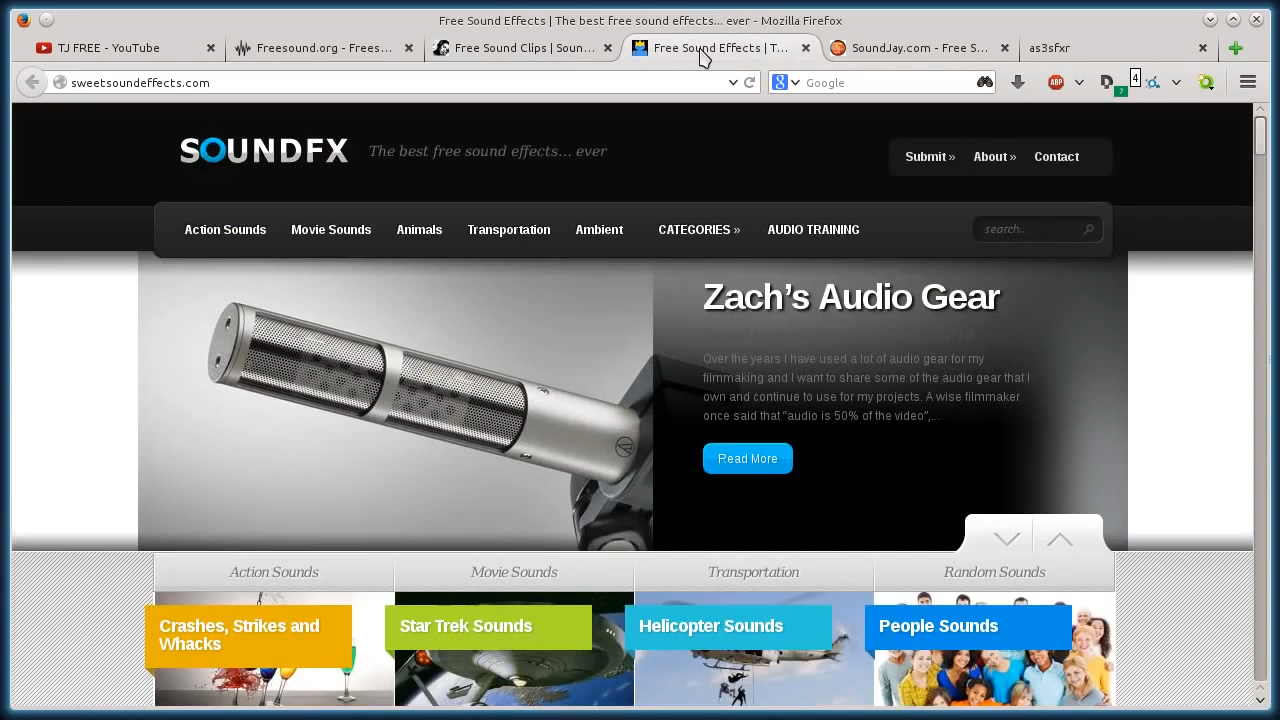 Free Sound Effects | The best free sound effects... ever - Mozilla Firefox
TJ FREE - YouTube
Freesound.org - Frees...
Free Sound Clips | Soun...
Free Sound Effects | T...
SoundJay.com - Free S...
as3sfxr
sweetsoundeffects.com
Google
ABP
4
?
SOUNDFX
The best free sound effects... ever
Submit »
About »
Contact
Action Sounds
Movie Sounds
Animals
Transportation
Ambient
CATEGORIES »
AUDIO TRAINING
search...
Zach's Audio Gear
Over the years I have used a lot of audio gear for my
filmmaking and I want to share some of the audio gear that I
own and continue to use for my projects. A wise filmmaker
once said that "audio is 50% of the video",...
Read More
Action Sounds
Movie Sounds
Transportation
Random Sounds
Crashes, Strikes and
Whacks
Star Trek Sounds
Helicopter Sounds
People Sounds